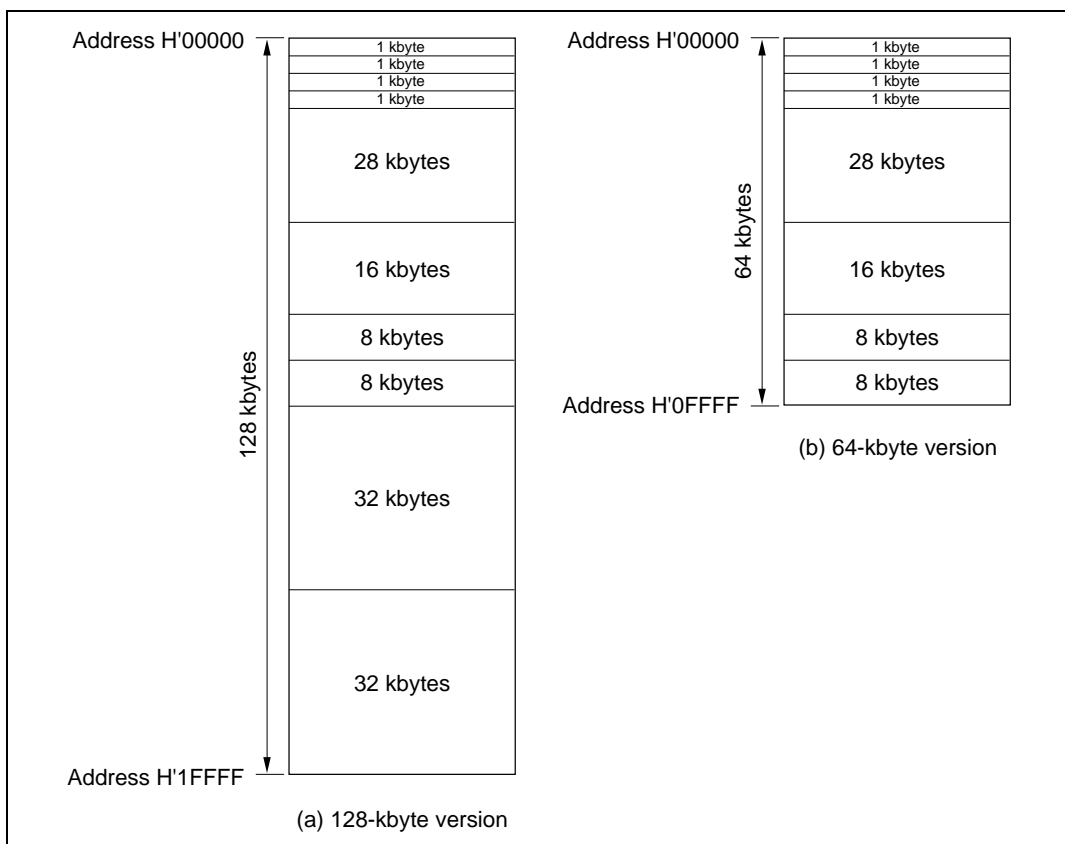 Address H'00000
1 kbyte
1 kbyte
1 kbyte
1 kbyte
28 kbytes
16 kbytes
8 kbytes
8 kbytes
32 kbytes
32 kbytes
128 kbytes
Address H'1FFFF
(a) 128-kbyte version
Address H'00000
1 kbyte
1 kbyte
1 kbyte
1 kbyte
28 kbytes
16 kbytes
8 kbytes
8 kbytes
64 kbytes
Address H'0FFFF
(b) 64-kbyte version